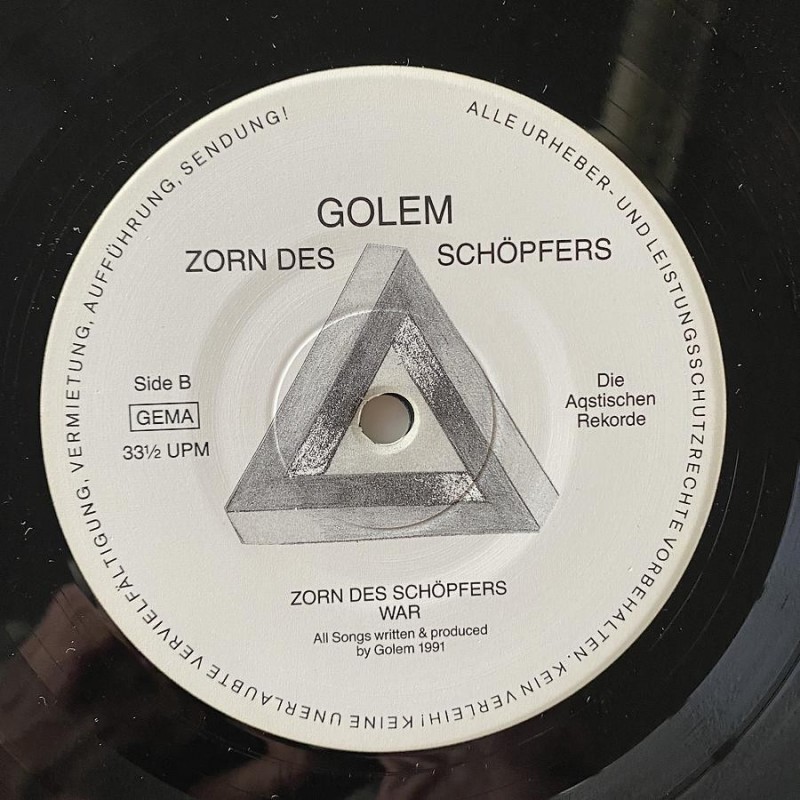 GOLEM
ZORN DES SCHÖPFERS
Side B
GEMA
33½ UPM
Die
Aqstischen
Rekorde
ZORN DES SCHÖPFERS
WAR
All Songs written & produced
by Golem 1991
ALLE URHEBER- UND LEISTUNGSSCHUTZRECHTE VORBEHALTEN. KEIN VERLEIH! KEINE UNERLAUBTE VERVIELFÄLTIGUNG, VERMIETUNG, AUFFÜHRUNG, SENDUNG!